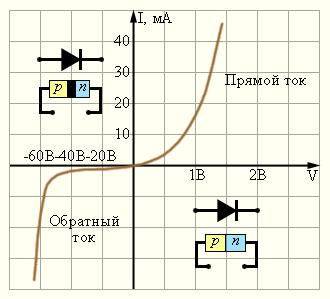 I, мА
40
30
20
10
Прямой ток
p n
-60В-40В-20В
1В 2В V
Обратный
ток
p n